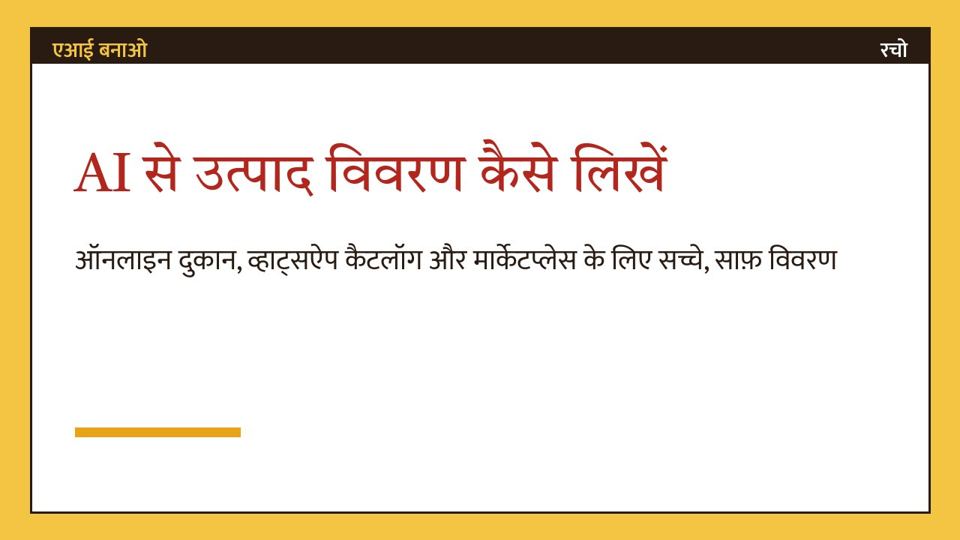 एआई बनाओ
रचो
AI से उत्पाद विवरण कैसे लिखें
ऑनलाइन दुकान, व्हाट्सऐप कैटलॉग और मार्केटप्लेस के लिए सच्चे, साफ़ विवरण